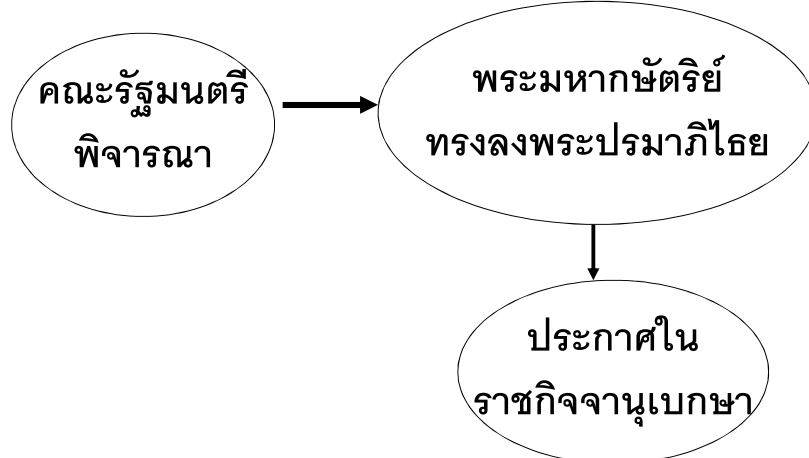 คณะรัฐมนตรี
พิจารณา
พระมหากษัตริย์
ทรงลงพระปรมาภิไธย
ประกาศใน
ราชกิจจานุเบกษา